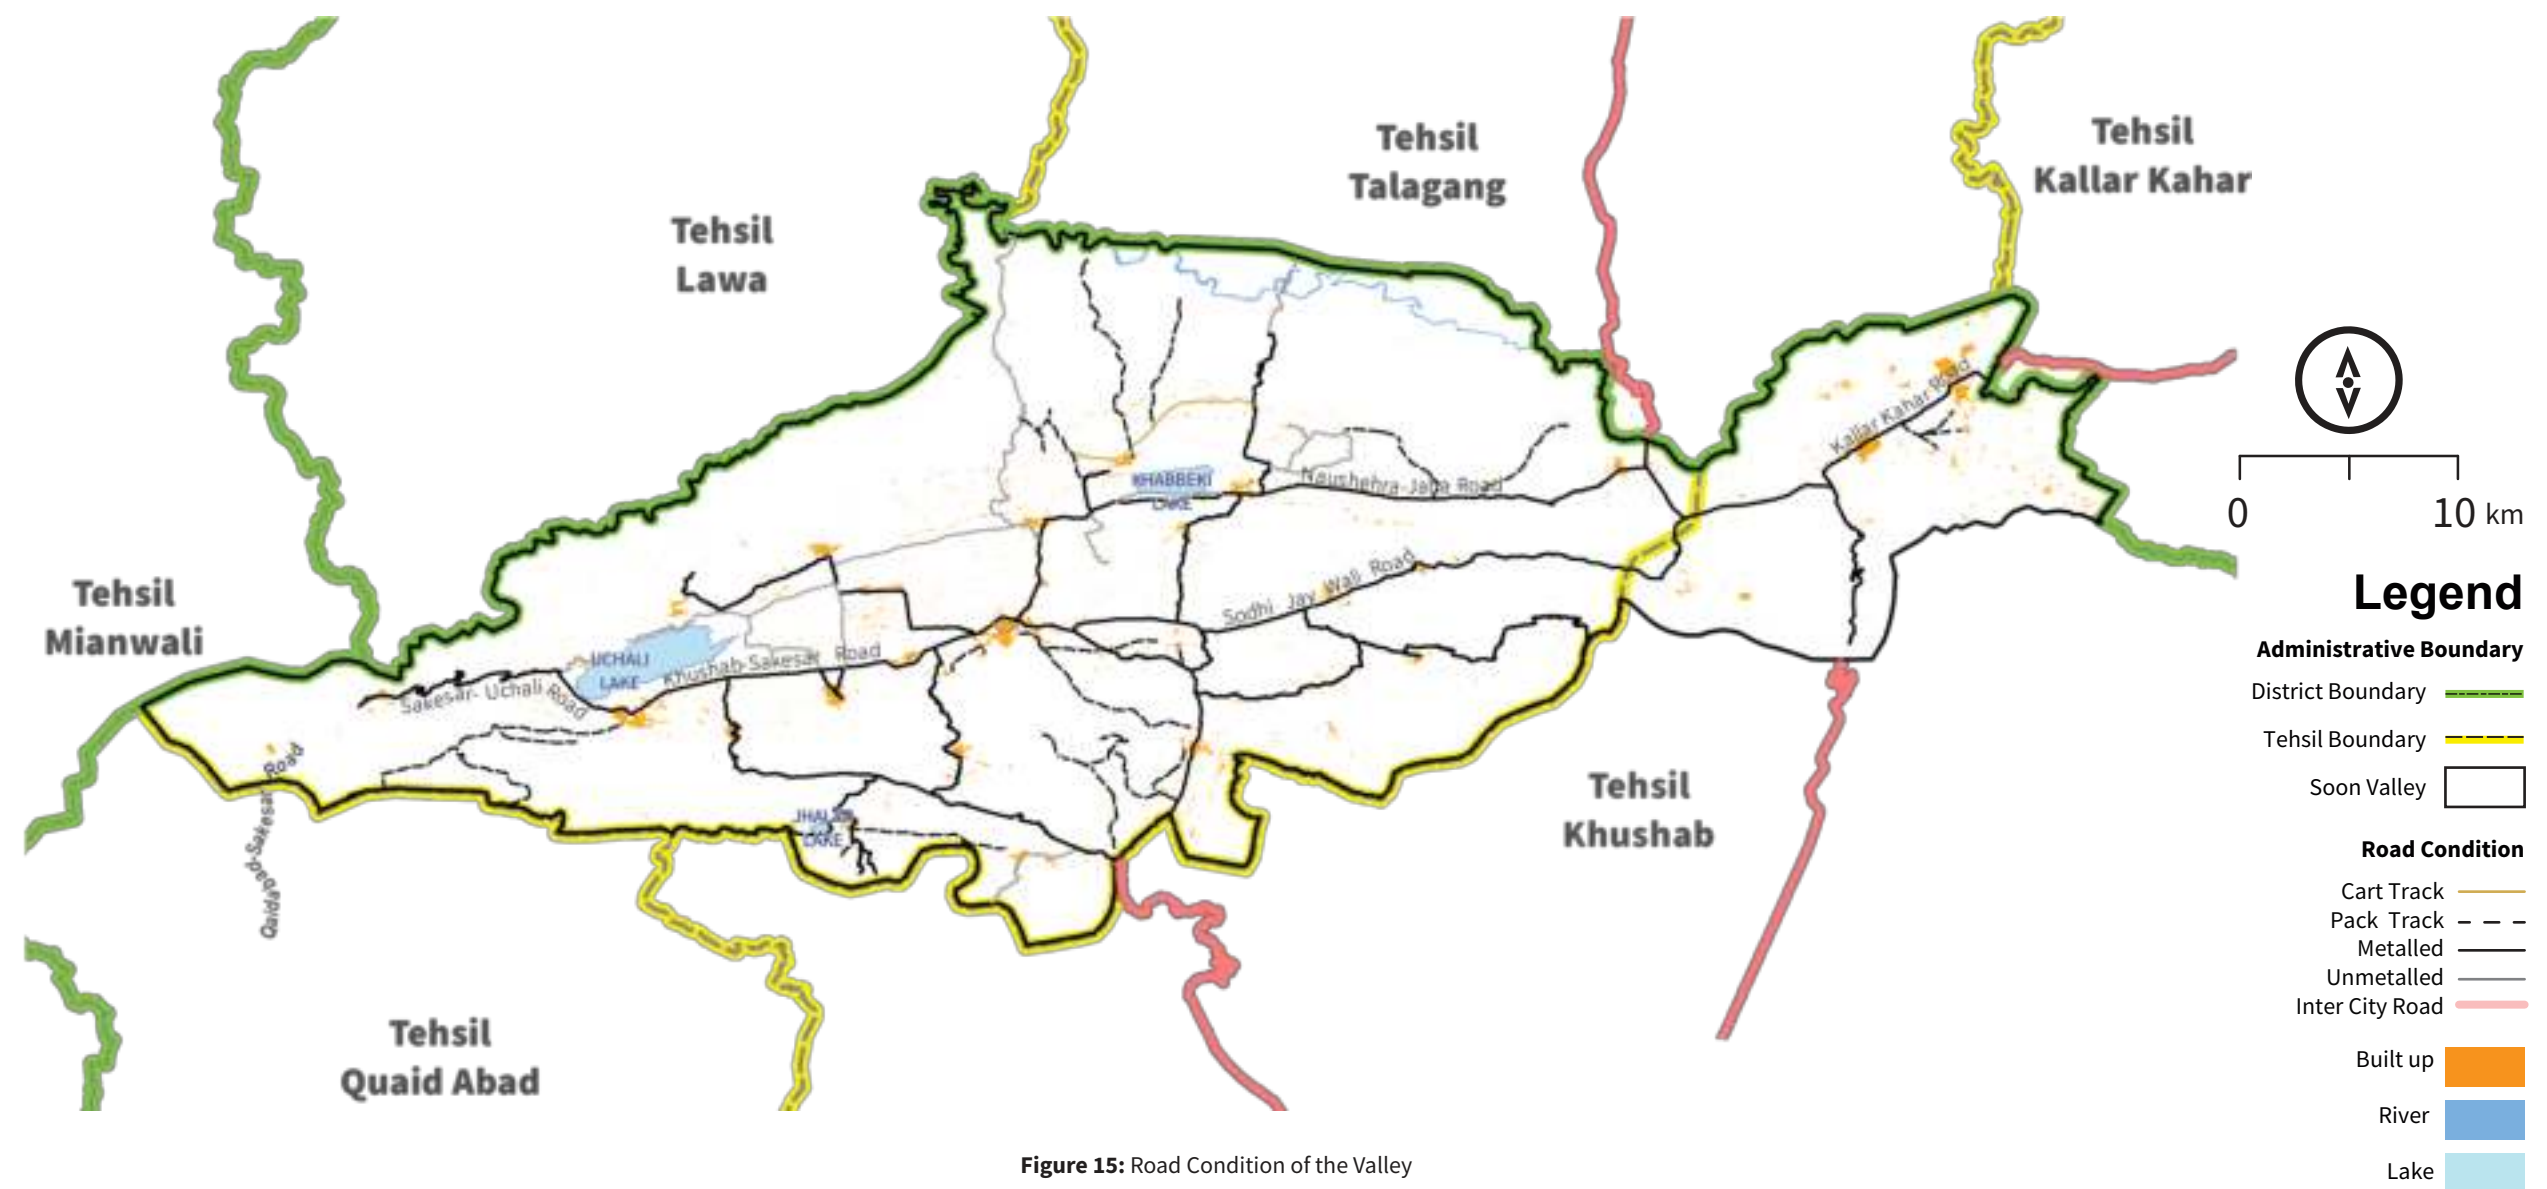 Tehsil
Talagang
Tehsil
Kallar Kahar
Tehsil
Lawa
Kallar Kahar Road
KHABBEKI
LAKE
Naushehra-Jaba Road
0
10 km
Sodhi Jay Wali Road
Tehsil
Mianwali
UCHALI
LAKE
Khushab-Sakesar Road
Sakesar- Uchali Road
Qaidabad-Sakesar Road
JHALAR
LAKE
Tehsil
Khushab
Tehsil
Quaid Abad
Legend
Administrative Boundary
District Boundary
Tehsil Boundary
Soon Valley
Road Condition
Cart Track
Pack Track
Metalled
Unmetalled
Inter City Road
Built up
River
Lake
Figure 15: Road Condition of the Valley